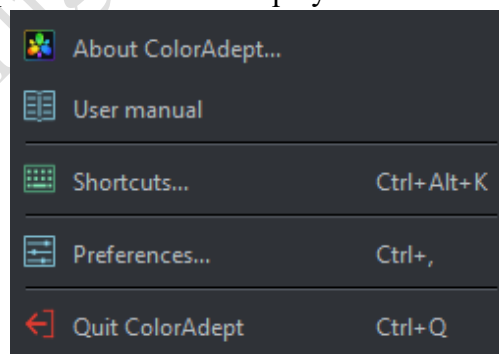 About ColorAdept...
User manual
Shortcuts... Ctrl+Alt+K
Preferences... Ctrl+,
Quit ColorAdept Ctrl+Q